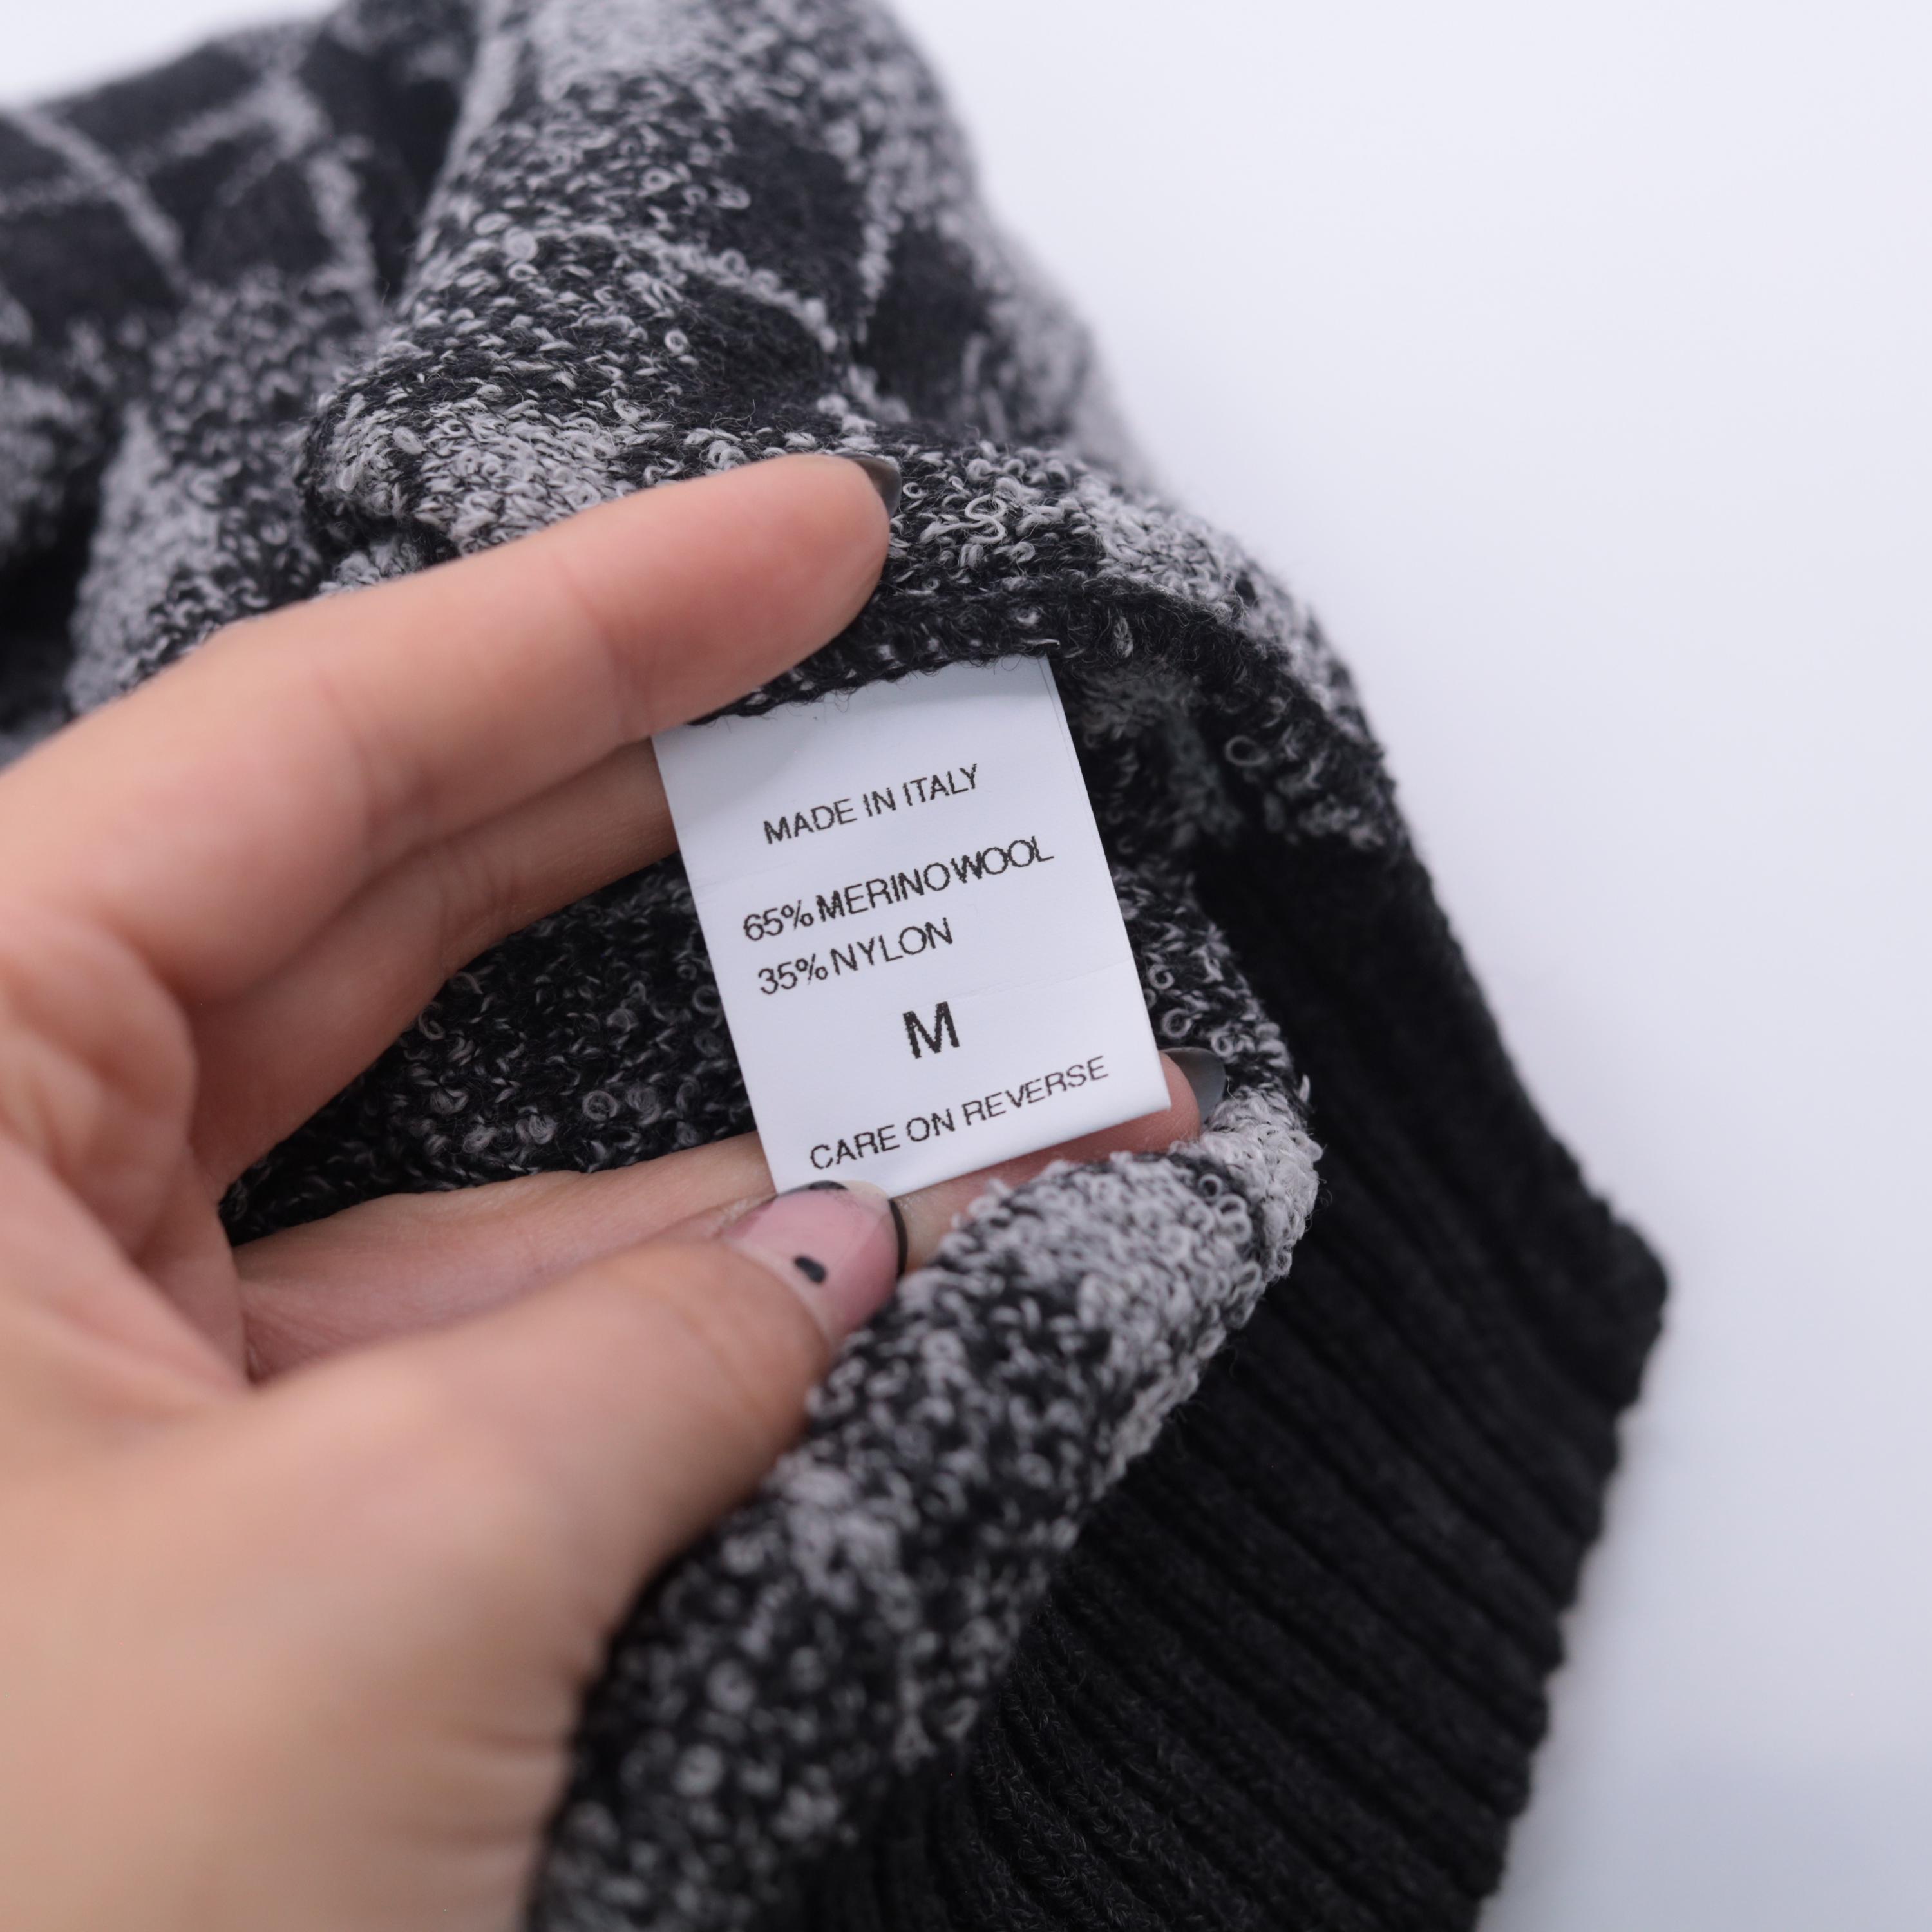 MADE IN ITALY
65% MERINO WOOL
35% NYLON
M
CARE ON REVERSE